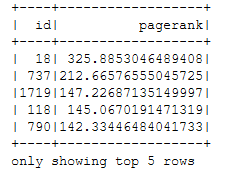 +----+------------------+
|  id|          pagerank|
+----+------------------+
|  18| 325.8853046489408|
| 737|212.66576555045725|
|1719|147.22687135149997|
| 118| 145.0670191471319|
| 790|142.33446484041733|
+----+------------------+
only showing top 5 rows